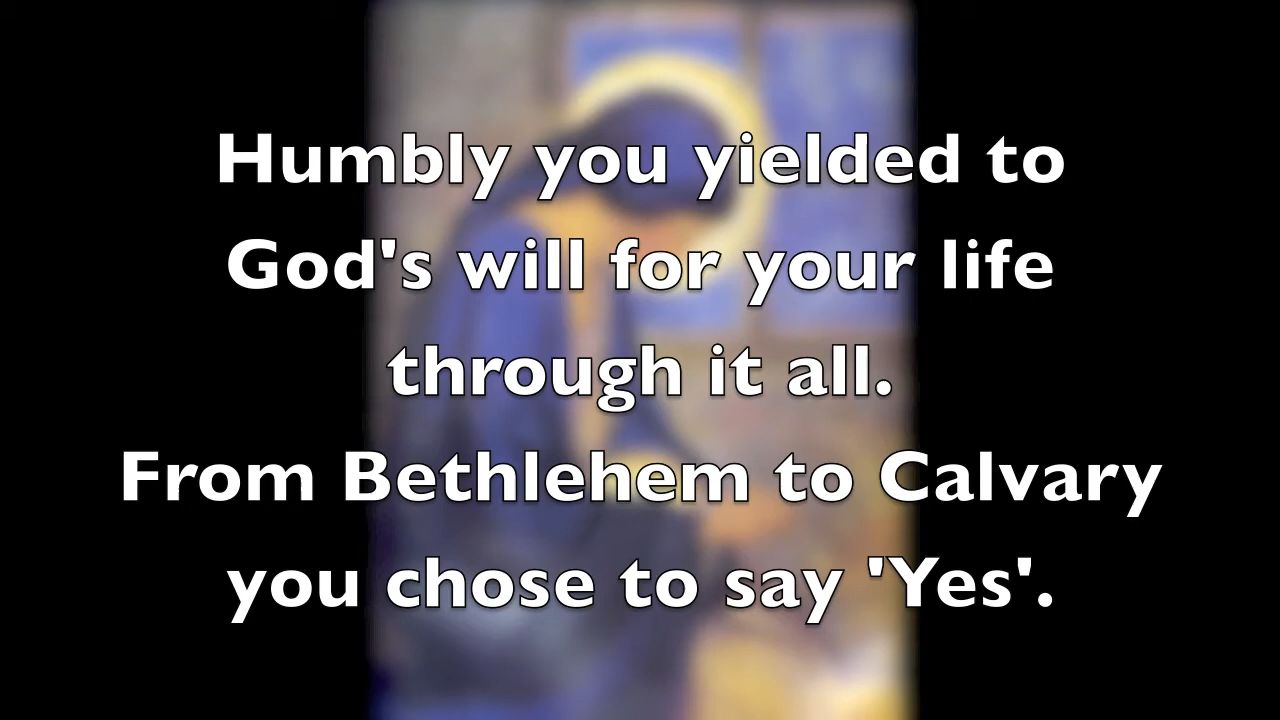 Humbly you yielded to
God's will for your life
through it all.
From Bethlehem to Calvary
you chose to say 'Yes'.